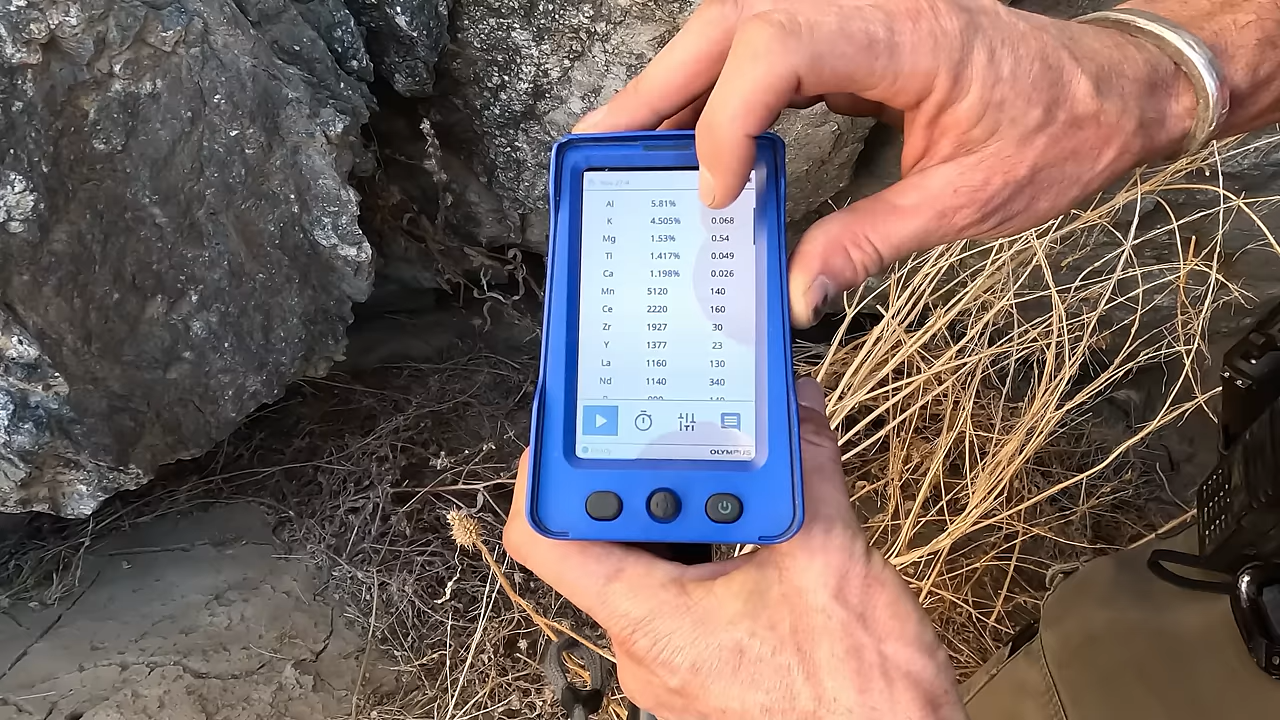 Al 5.81%
K 4.505% 0.068
Mg 1.53% 0.54
Ti 1.417% 0.049
Ca 1.198% 0.026
Mn 5120 140
Ce 2220 160
Zr 1927 30
Y 1377 23
La 1160 130
Nd 1140 340
Ready OLYMPUS